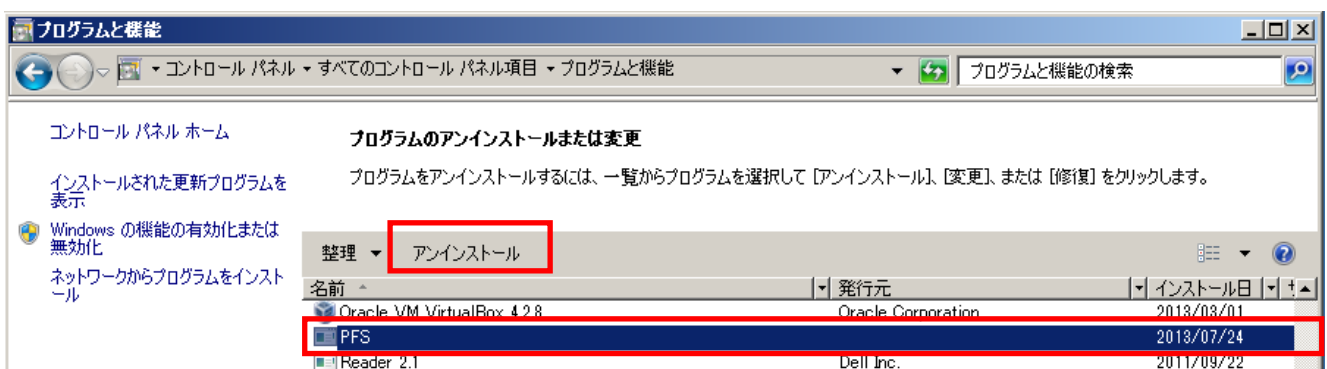 プログラムと機能
コントロール パネル ▾ すべてのコントロール パネル項目 ▾ プログラムと機能
プログラムと機能の検索
コントロール パネル ホーム
インストールされた更新プログラムを
表示
Windows の機能の有効化または
無効化
ネットワークからプログラムをインスト
ール
プログラムのアンインストールまたは変更
プログラムをアンインストールするには、一覧からプログラムを選択して [アンインストール]、[変更]、または [修復] をクリックします。
整理 アンインストール
名前 発行元 インストール日 サ
Oracle VM VirtualBox 4.2.8 Oracle Corporation 2013/03/01
PFS 2013/07/24
Reader 2.1 Dell Inc. 2011/09/22